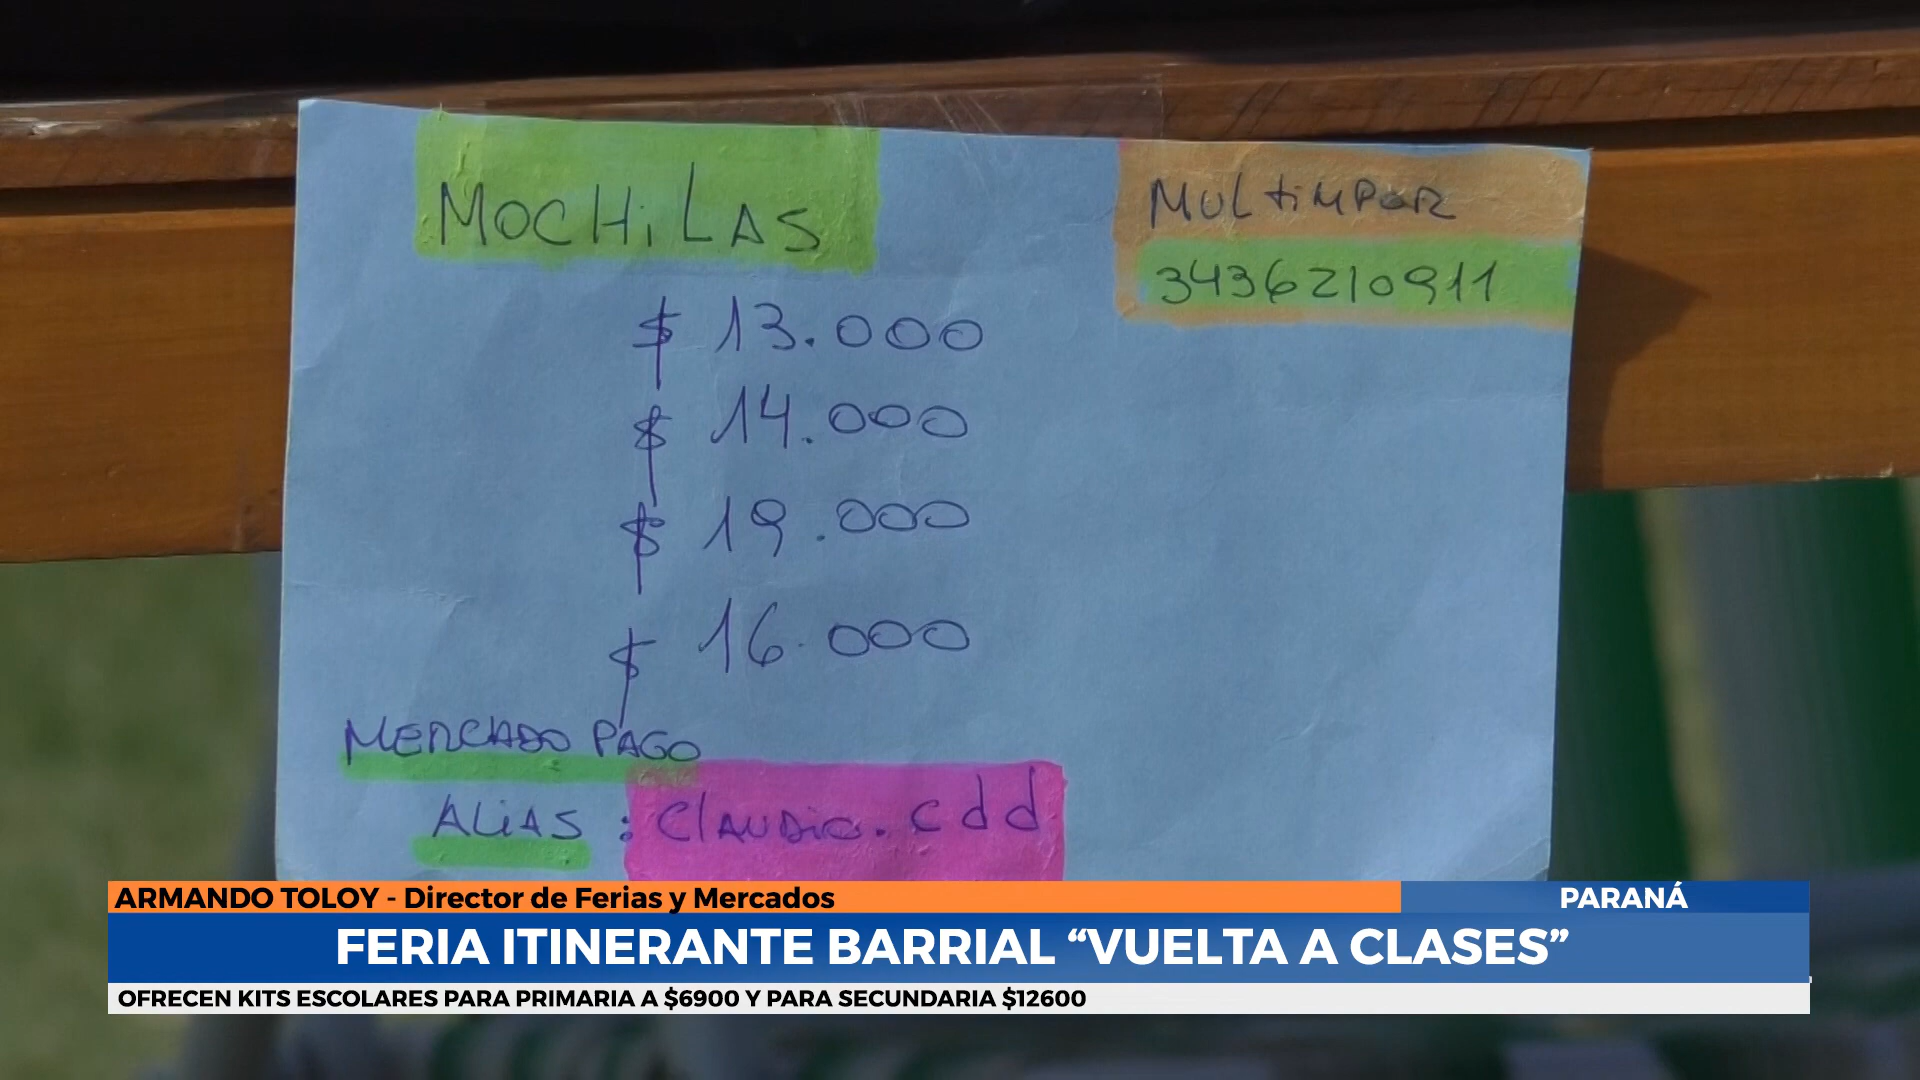 MOCHiLAS
MULtiMPOR
3436210911
$ 13.000
$ 14.000
$ 19.000
$ 16.000
MERCADO PAGO
ALiAS : ClAUDio.cdd
ARMANDO TOLOY - Director de Ferias y Mercados
PARANÁ
FERIA ITINERANTE BARRIAL “VUELTA A CLASES”
OFRECEN KITS ESCOLARES PARA PRIMARIA A $6900 Y PARA SECUNDARIA $12600